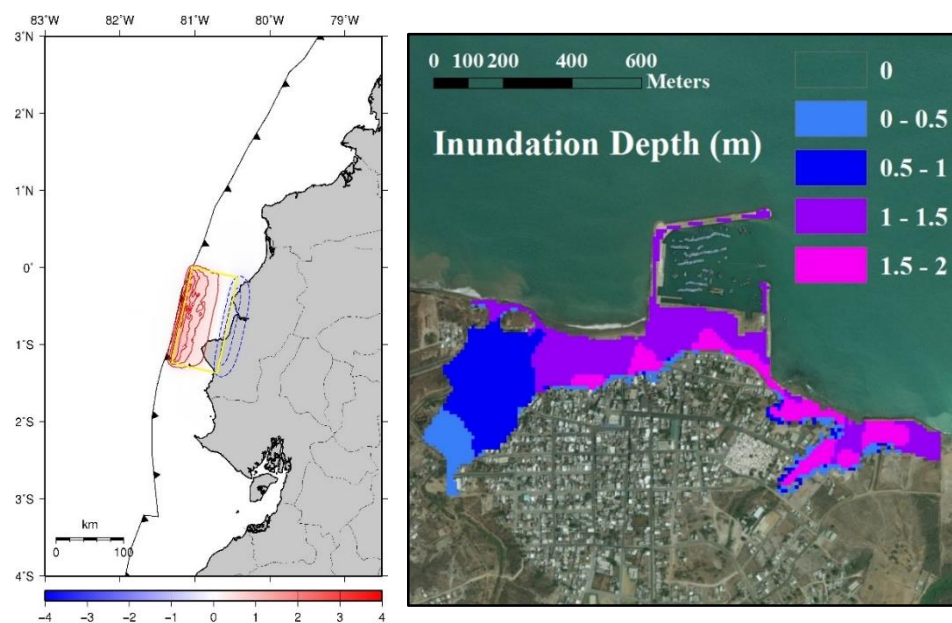 83°W 82°W 81°W 80°W 79°W
3°N
2°N
1°N
0°
1°S
2°S
3°S
4°S
km
0 100
-4 -3 -2 -1 0 1 2 3 4
0 100 200 400 600
Meters
Inundation Depth (m)
0
0 - 0.5
0.5 - 1
1 - 1.5
1.5 - 2